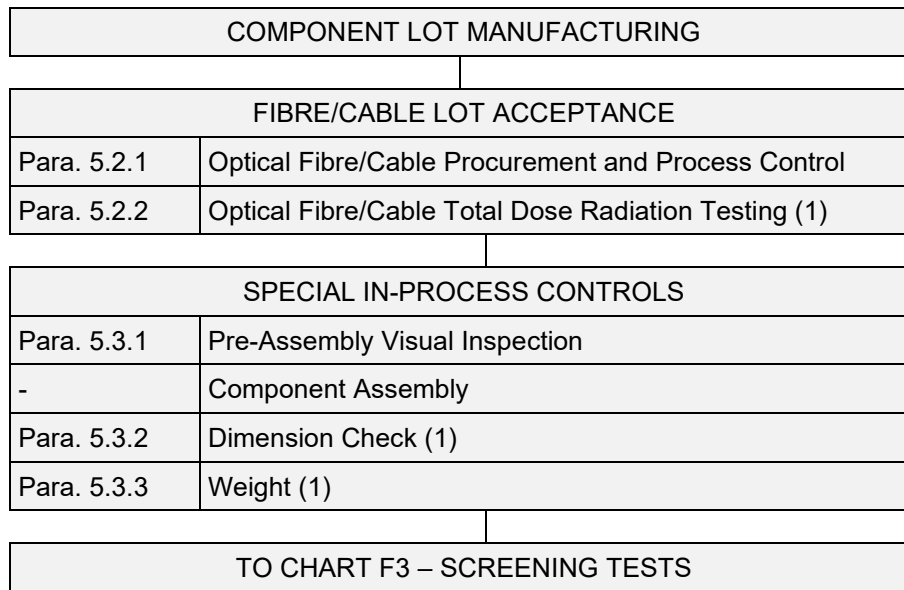 COMPONENT LOT MANUFACTURING
FIBRE/CABLE LOT ACCEPTANCE
Para. 5.2.1 Optical Fibre/Cable Procurement and Process Control
Para. 5.2.2 Optical Fibre/Cable Total Dose Radiation Testing (1)
SPECIAL IN-PROCESS CONTROLS
Para. 5.3.1 Pre-Assembly Visual Inspection
- Component Assembly
Para. 5.3.2 Dimension Check (1)
Para. 5.3.3 Weight (1)
TO CHART F3 – SCREENING TESTS